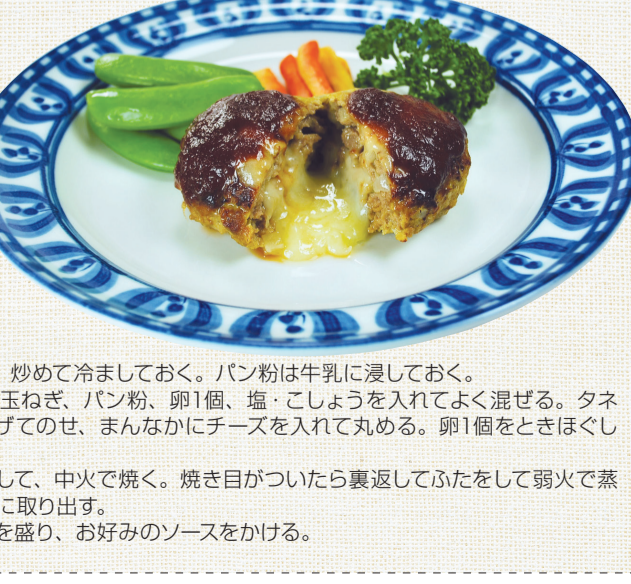 炒めて冷ましておく。パン粉は牛乳に浸しておく。
玉ねぎ、パン粉、卵1個、塩・こしょうを入れてよく混ぜる。タネ
げてのせ、まんなかにチーズを入れて丸める。卵1個をときほぐし
して、中火で焼く。焼き目がついたら裏返してふたをして弱火で蒸
に取り出す。
を盛り、お好みのソースをかける。